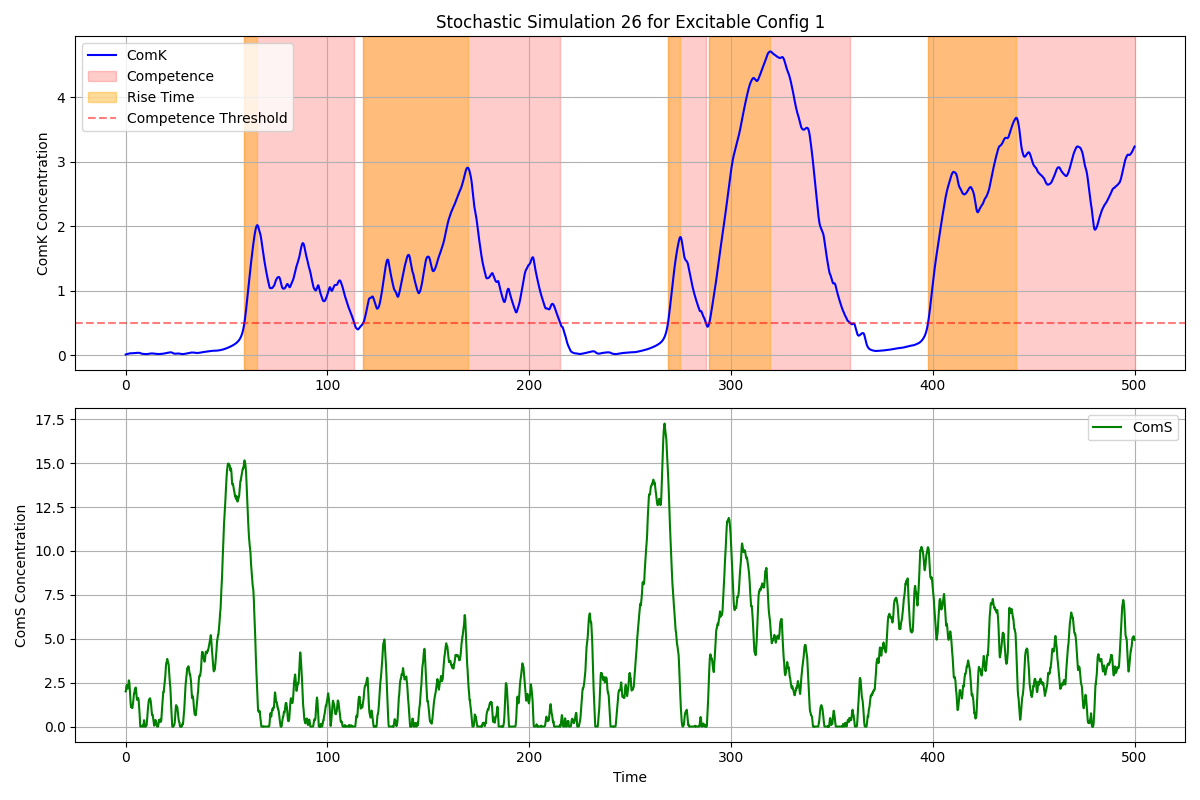 Stochastic Simulation 26 for Excitable Config 1
ComK
Competence
Rise Time
Competence Threshold
ComK Concentration
4
3
2
1
0
0 100 200 300 400 500
ComS
ComS Concentration
17.5
15.0
12.5
10.0
7.5
5.0
2.5
0.0
0 100 200 300 400 500
Time